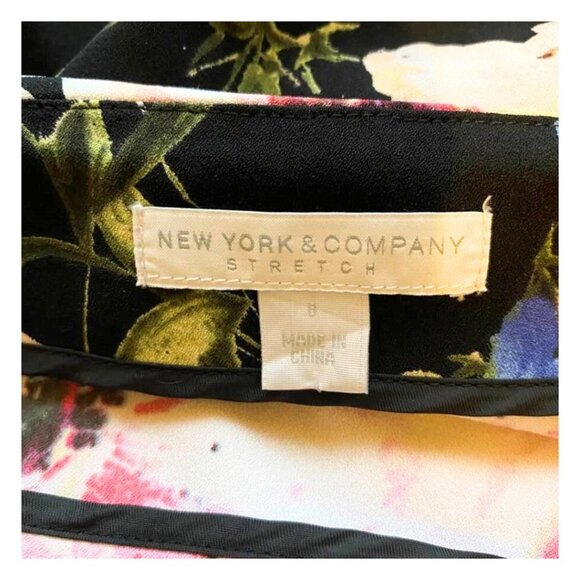 NEW YORK & COMPANY
STRETCH
8
MADE IN
CHINA